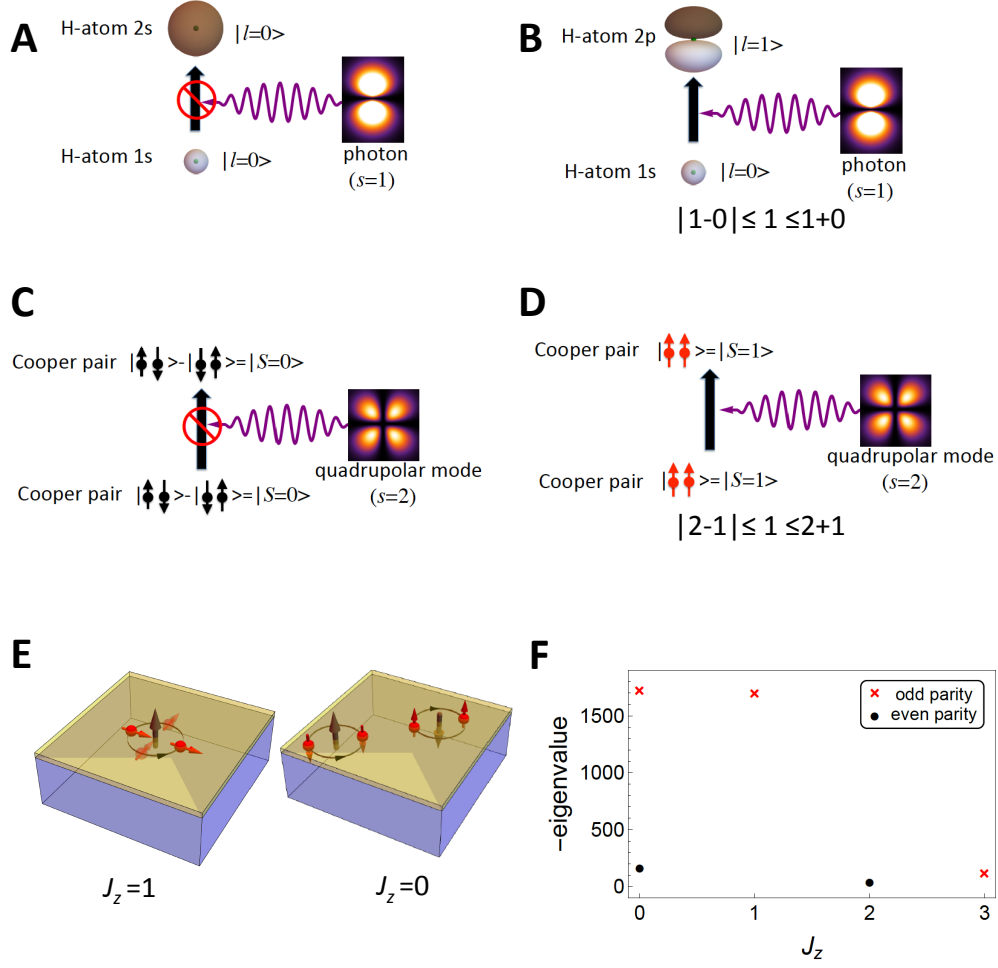 A
H-atom 2s
|l=0>
H-atom 1s
|l=0>
photon
(s=1)
B
H-atom 2p
|l=1>
H-atom 1s
|l=0>
photon
(s=1)
|1-0|≤ 1 ≤1+0
C
Cooper pair | >-| >=|S=0>
quadrupolar mode
(s=2)
Cooper pair | >-| >=|S=0>
D
Cooper pair | >=|S=1>
quadrupolar mode
(s=2)
Cooper pair | >=|S=1>
|2-1|≤ 1 ≤2+1
E
J_z=1
J_z=0
F
odd parity
even parity
-eigenvalue
1500
1000
500
0
0 1 2 3
J_z